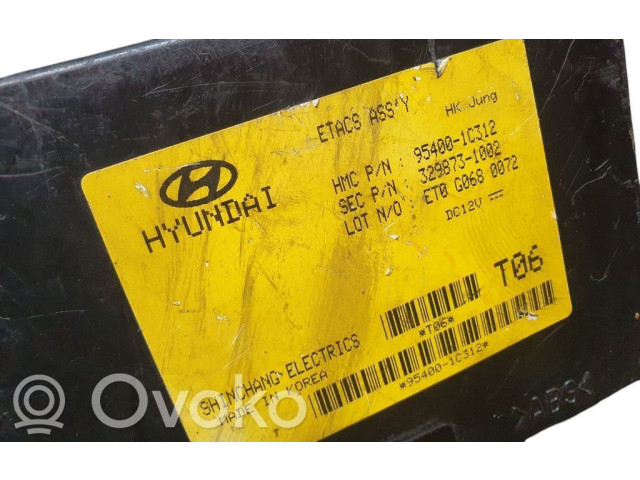 ETACS ASS'Y HK.Jung
HYUNDAI
HMC P/N : 95400-1C312
SEC P/N : 329873-1002
LOT N/O : ET0 G068 0072
DC12V
T06
*T06*
SHINCHANG ELECTRICS
MADE IN KOREA
*95400-1C312*
>ABS<
Ovoko